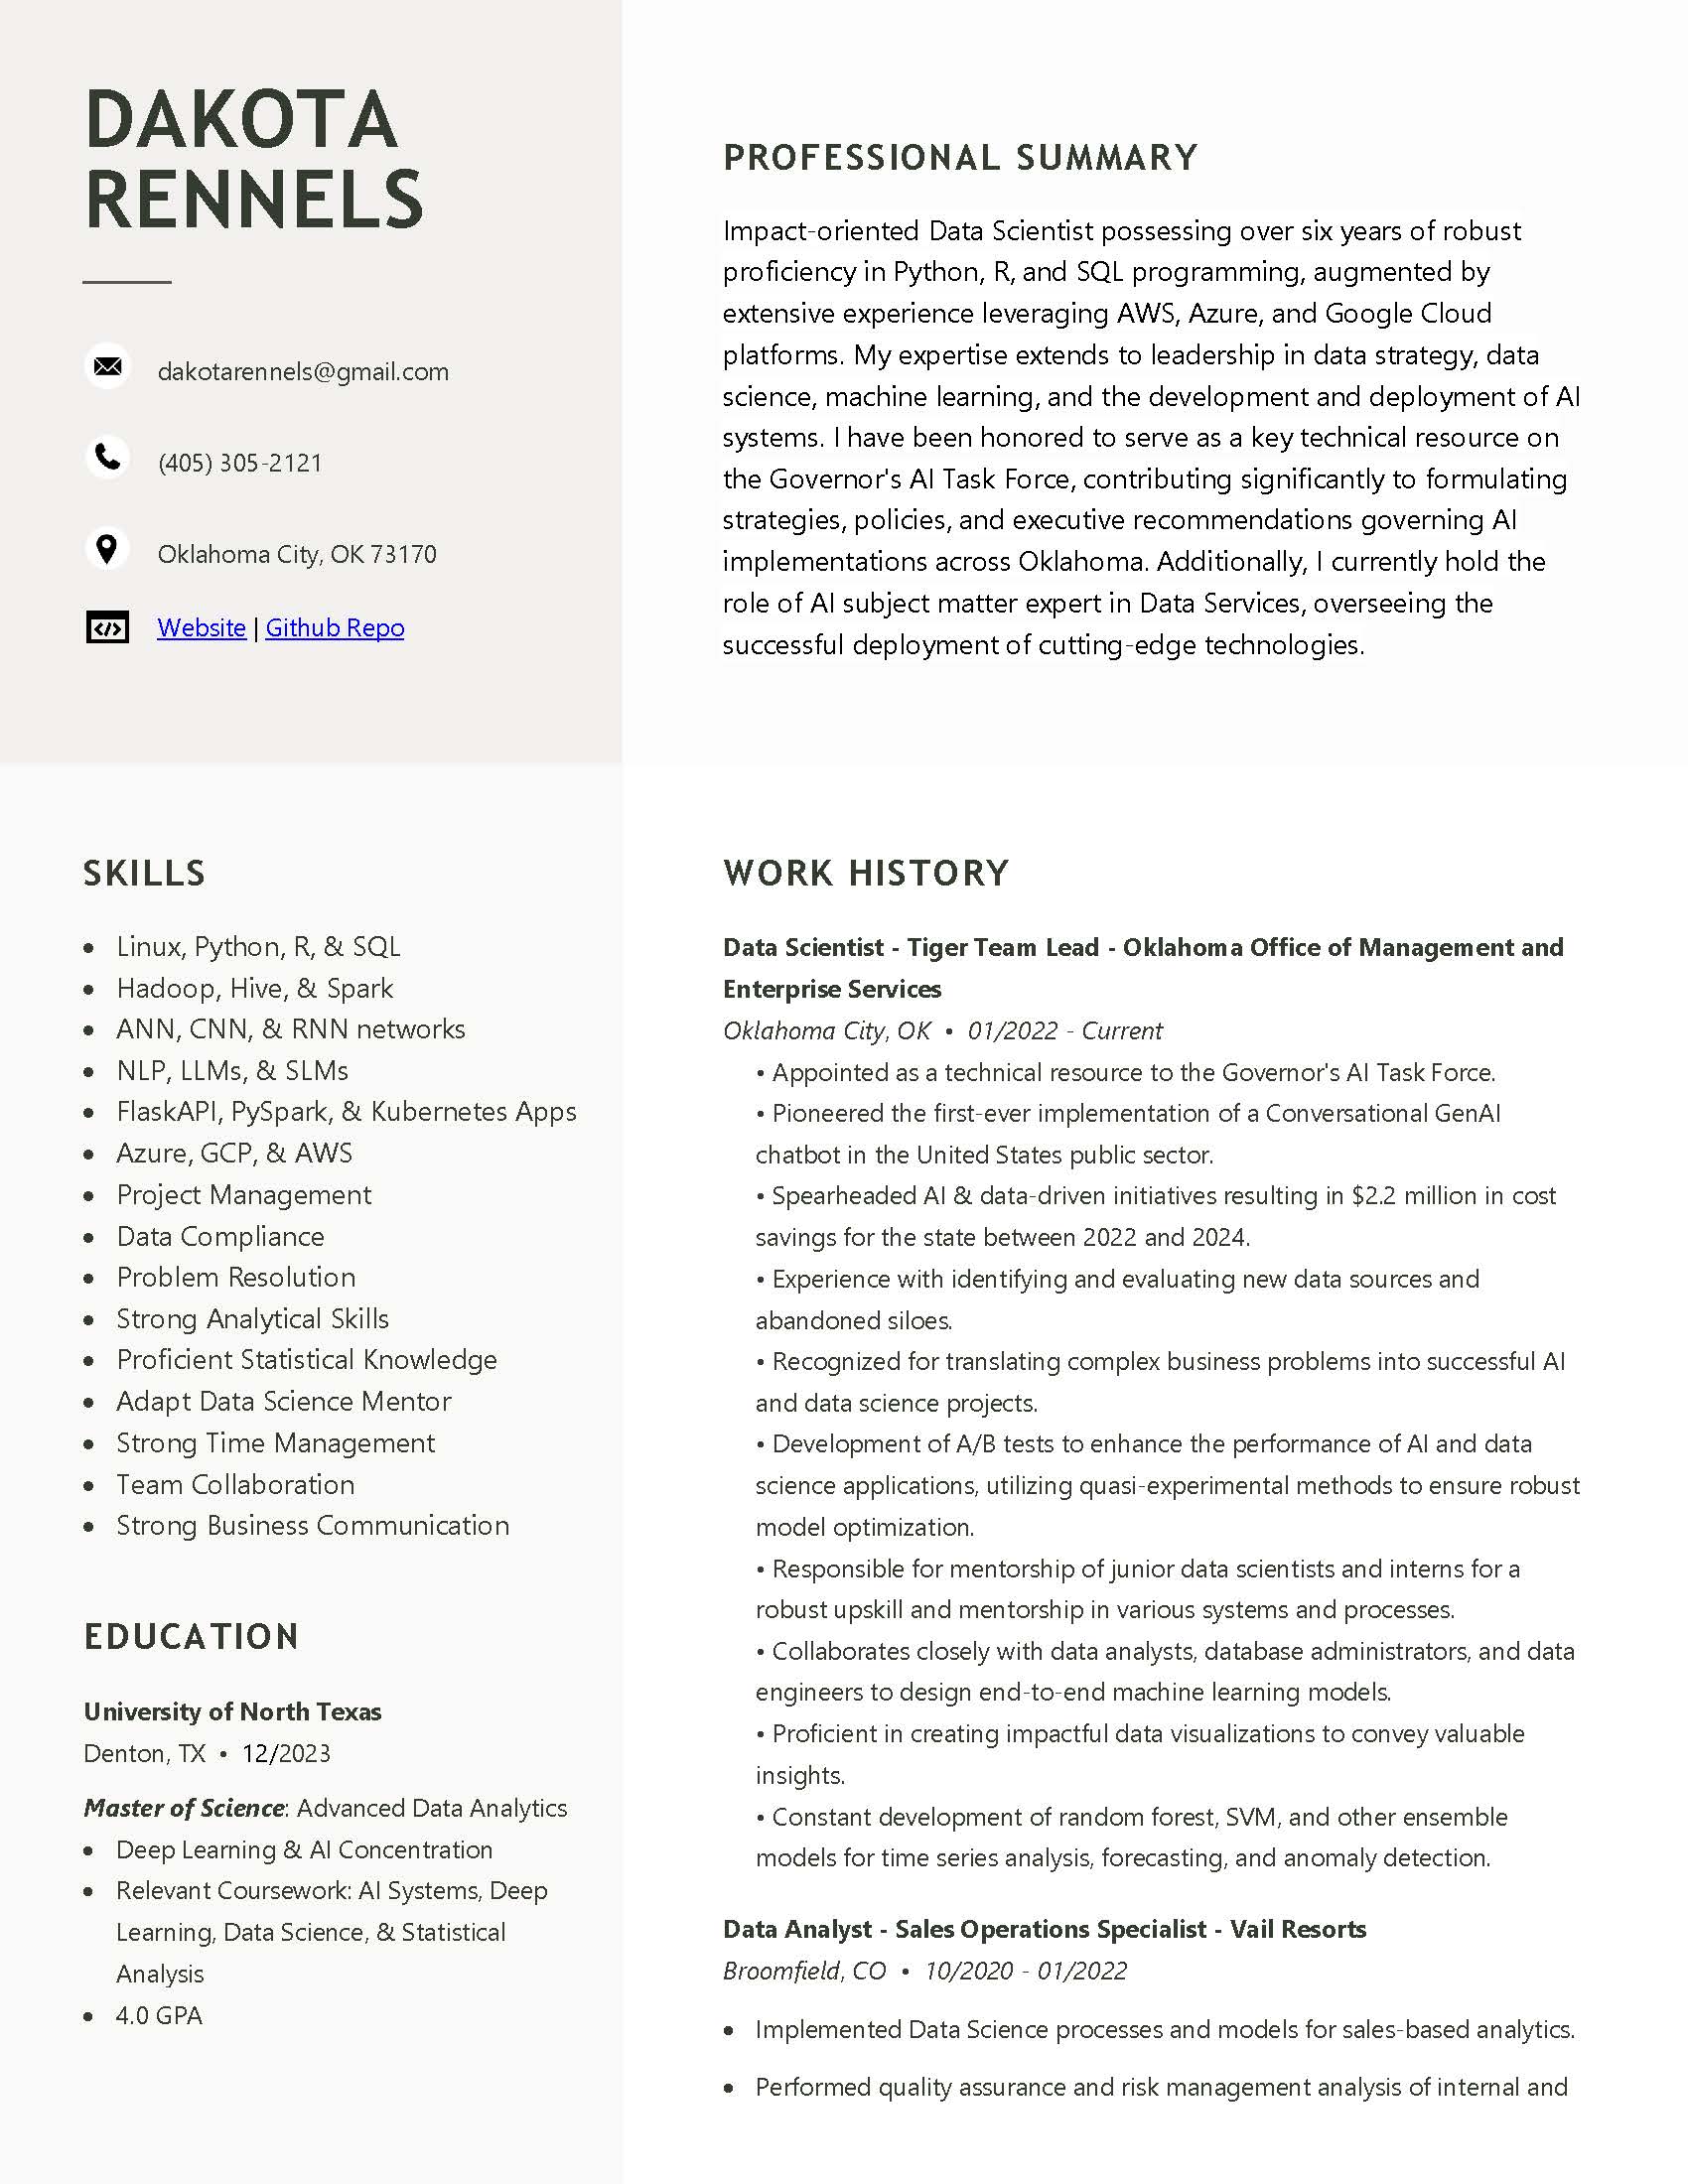 DAKOTA
RENNELS
dakotarennels@gmail.com
(405) 305-2121
Oklahoma City, OK 73170
Website | Github Repo
PROFESSIONAL SUMMARY
Impact-oriented Data Scientist possessing over six years of robust
proficiency in Python, R, and SQL programming, augmented by
extensive experience leveraging AWS, Azure, and Google Cloud
platforms. My expertise extends to leadership in data strategy, data
science, machine learning, and the development and deployment of AI
systems. I have been honored to serve as a key technical resource on
the Governor's AI Task Force, contributing significantly to formulating
strategies, policies, and executive recommendations governing AI
implementations across Oklahoma. Additionally, I currently hold the
role of AI subject matter expert in Data Services, overseeing the
successful deployment of cutting-edge technologies.
SKILLS
• Linux, Python, R, & SQL
• Hadoop, Hive, & Spark
• ANN, CNN, & RNN networks
• NLP, LLMs, & SLMs
• FlaskAPI, PySpark, & Kubernetes Apps
• Azure, GCP, & AWS
• Project Management
• Data Compliance
• Problem Resolution
• Strong Analytical Skills
• Proficient Statistical Knowledge
• Adapt Data Science Mentor
• Strong Time Management
• Team Collaboration
• Strong Business Communication
EDUCATION
University of North Texas
Denton, TX • 12/2023
Master of Science: Advanced Data Analytics
• Deep Learning & AI Concentration
• Relevant Coursework: AI Systems, Deep
Learning, Data Science, & Statistical
Analysis
• 4.0 GPA
WORK HISTORY
Data Scientist - Tiger Team Lead - Oklahoma Office of Management and
Enterprise Services
Oklahoma City, OK • 01/2022 - Current
• Appointed as a technical resource to the Governor's AI Task Force.
• Pioneered the first-ever implementation of a Conversational GenAI
chatbot in the United States public sector.
• Spearheaded AI & data-driven initiatives resulting in $2.2 million in cost
savings for the state between 2022 and 2024.
• Experience with identifying and evaluating new data sources and
abandoned siloes.
• Recognized for translating complex business problems into successful AI
and data science projects.
• Development of A/B tests to enhance the performance of AI and data
science applications, utilizing quasi-experimental methods to ensure robust
model optimization.
• Responsible for mentorship of junior data scientists and interns for a
robust upskill and mentorship in various systems and processes.
• Collaborates closely with data analysts, database administrators, and data
engineers to design end-to-end machine learning models.
• Proficient in creating impactful data visualizations to convey valuable
insights.
• Constant development of random forest, SVM, and other ensemble
models for time series analysis, forecasting, and anomaly detection.
Data Analyst - Sales Operations Specialist - Vail Resorts
Broomfield, CO • 10/2020 - 01/2022
• Implemented Data Science processes and models for sales-based analytics.
• Performed quality assurance and risk management analysis of internal and